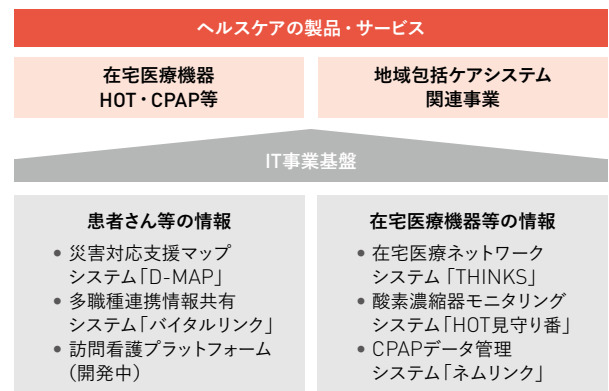 ヘルスケアの製品・サービス
在宅医療機器
HOT・CPAP等
地域包括ケアシステム
関連事業
IT事業基盤
患者さん等の情報
● 災害対応支援マップ
システム「D-MAP」
● 多職種連携情報共有
システム「バイタルリンク」
● 訪問看護プラットフォーム
(開発中)
在宅医療機器等の情報
● 在宅医療ネットワーク
システム「THINKS」
● 酸素濃縮器モニタリング
システム「HOT見守り番」
● CPAPデータ管理
システム「ネムリンク」